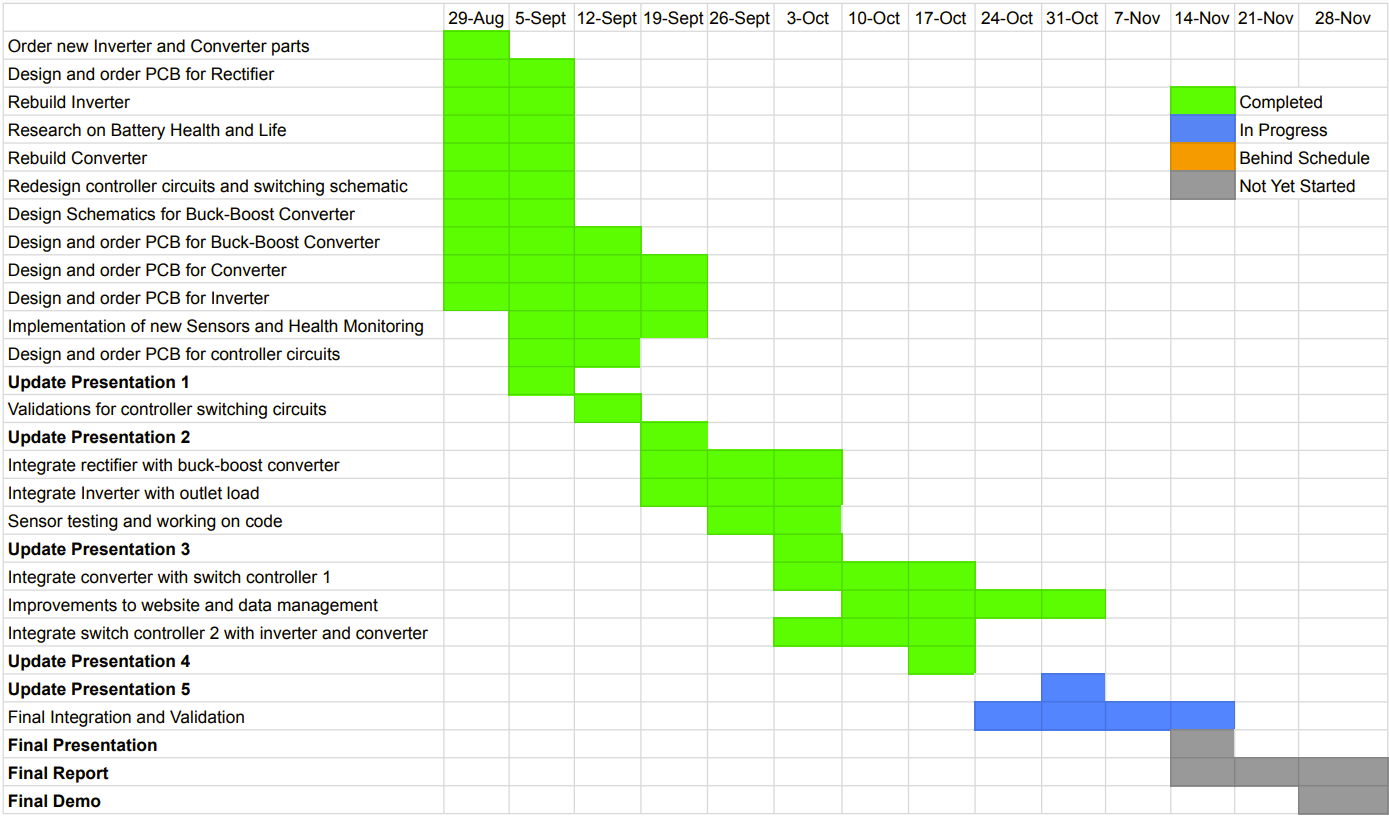 29-Aug 5-Sept 12-Sept 19-Sept 26-Sept 3-Oct 10-Oct 17-Oct 24-Oct 31-Oct 7-Nov 14-Nov 21-Nov 28-Nov
Order new Inverter and Converter parts
Design and order PCB for Rectifier
Rebuild Inverter Completed
Research on Battery Health and Life In Progress
Rebuild Converter Behind Schedule
Redesign controller circuits and switching schematic Not Yet Started
Design Schematics for Buck-Boost Converter
Design and order PCB for Buck-Boost Converter
Design and order PCB for Converter
Design and order PCB for Inverter
Implementation of new Sensors and Health Monitoring
Design and order PCB for controller circuits
Update Presentation 1
Validations for controller switching circuits
Update Presentation 2
Integrate rectifier with buck-boost converter
Integrate Inverter with outlet load
Sensor testing and working on code
Update Presentation 3
Integrate converter with switch controller 1
Improvements to website and data management
Integrate switch controller 2 with inverter and converter
Update Presentation 4
Update Presentation 5
Final Integration and Validation
Final Presentation
Final Report
Final Demo